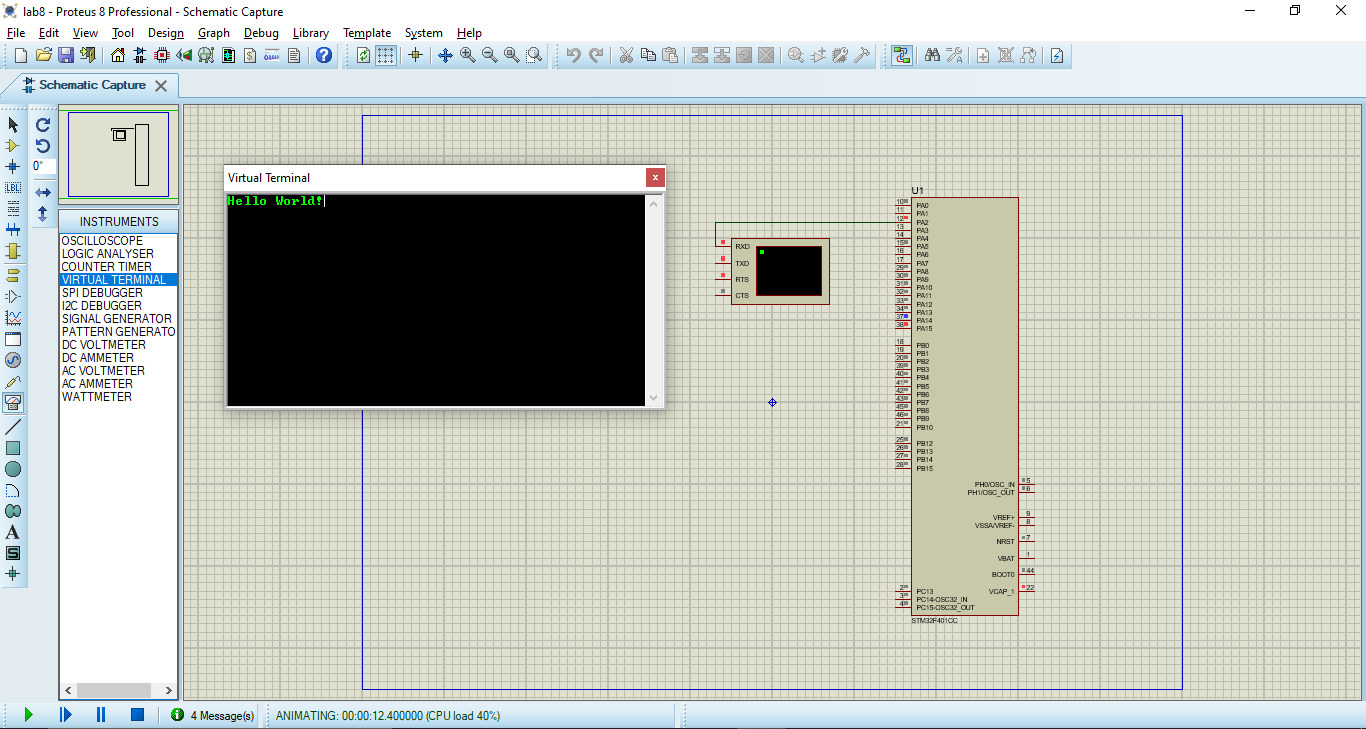 lab8 - Proteus 8 Professional - Schematic Capture
File Edit View Tool Design Graph Debug Library Template System Help
Schematic Capture
0°
LBL
INSTRUMENTS
OSCILLOSCOPE
LOGIC ANALYSER
COUNTER TIMER
VIRTUAL TERMINAL
SPI DEBUGGER
I2C DEBUGGER
SIGNAL GENERATOR
PATTERN GENERATO
DC VOLTMETER
DC AMMETER
AC VOLTMETER
AC AMMETER
WATTMETER
A
S
Virtual Terminal
Hello World!
RXD
TXD
RTS
CTS
U1
10 PA0
11 PA1
12 PA2
13 PA3
14 PA4
15 PA5
16 PA6
17 PA7
29 PA8
30 PA9
31 PA10
32 PA11
33 PA12
34 PA13
37 PA14
38 PA15
18 PB0
19 PB1
20 PB2
39 PB3
40 PB4
41 PB5
42 PB6
43 PB7
45 PB8
46 PB9
21 PB10
25 PB12
26 PB13
27 PB14
28 PB15
PH0/OSC_IN 5
PH1/OSC_OUT 6
VREF+ 9
VSSA/VREF- 8
NRST 7
VBAT 1
BOOT0 44
VCAP_1 22
2 PC13
3 PC14-OSC32_IN
4 PC15-OSC32_OUT
STM32F401CC
4 Message(s)
ANIMATING: 00:00:12.400000 (CPU load 40%)